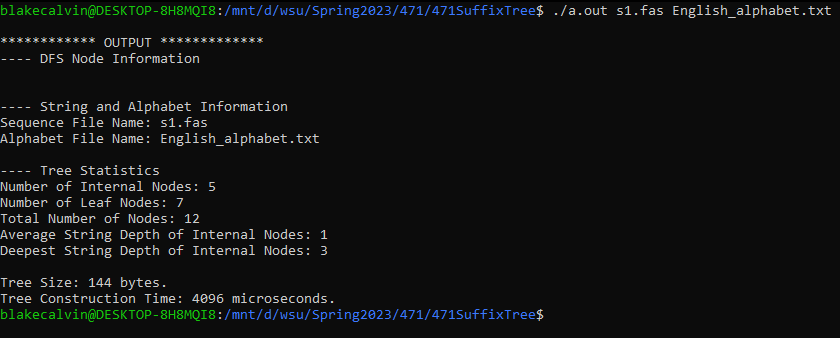 blakecalvin@DESKTOP-8H8MQI8:/mnt/d/wsu/Spring2023/471/471SuffixTree$ ./a.out s1.fas English_alphabet.txt
************ OUTPUT *************
---- DFS Node Information
---- String and Alphabet Information
Sequence File Name: s1.fas
Alphabet File Name: English_alphabet.txt
---- Tree Statistics
Number of Internal Nodes: 5
Number of Leaf Nodes: 7
Total Number of Nodes: 12
Average String Depth of Internal Nodes: 1
Deepest String Depth of Internal Nodes: 3
Tree Size: 144 bytes.
Tree Construction Time: 4096 microseconds.
blakecalvin@DESKTOP-8H8MQI8:/mnt/d/wsu/Spring2023/471/471SuffixTree$